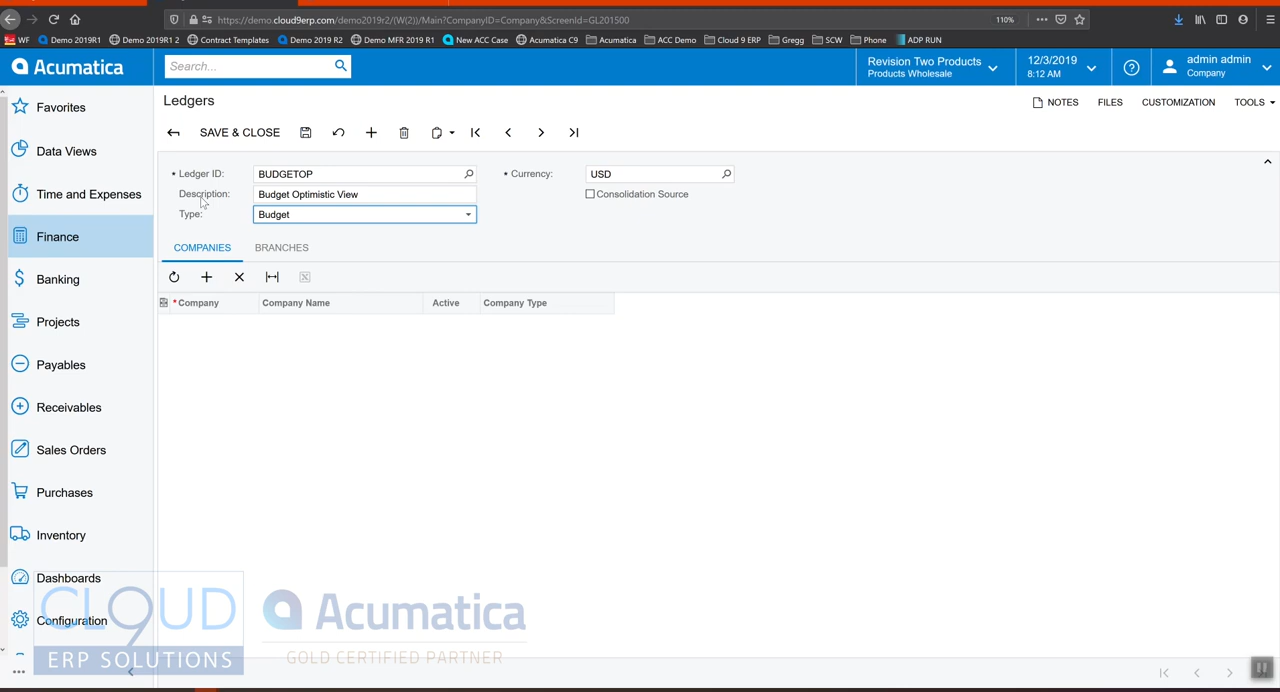 https://demo.cloud9erp.com/demo2019r2/(W(2))/Main?CompanyID=Company&ScreenId=GL201500
110%
WF
Demo 2019R1
Demo 2019R1 2
Contract Templates
Demo 2019 R2
Demo MFR 2019 R1
New ACC Case
Acumatica C9
Acumatica
ACC Demo
Cloud 9 ERP
Gregg
SCW
Phone
ADP RUN
Acumatica
Search...
Revision Two Products
Products Wholesale
12/3/2019
8:12 AM
admin admin
Company
Favorites
Data Views
Time and Expenses
Finance
Banking
Projects
Payables
Receivables
Sales Orders
Purchases
Inventory
Dashboards
Configuration
Ledgers
NOTES
FILES
CUSTOMIZATION
TOOLS
SAVE & CLOSE
* Ledger ID:
BUDGETOP
* Currency:
USD
Description:
Budget Optimistic View
Consolidation Source
Type:
Budget
COMPANIES
BRANCHES
* Company
Company Name
Active
Company Type
CL9UD
ERP SOLUTIONS
Acumatica
GOLD CERTIFIED PARTNER